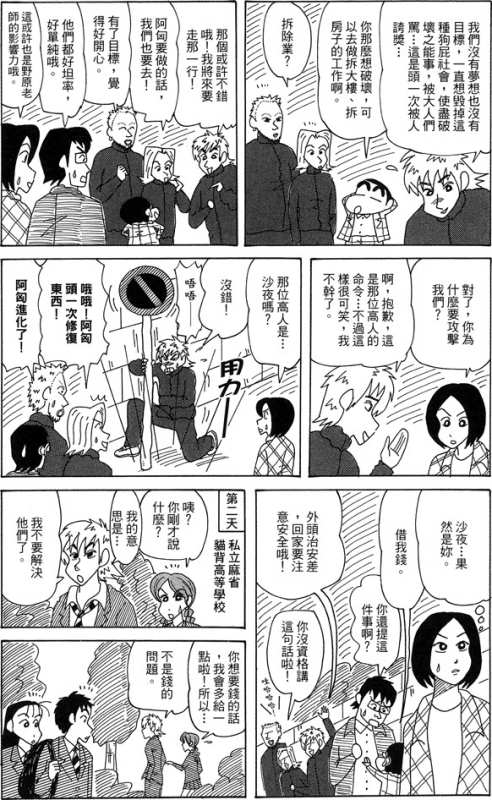 我們沒有夢想也沒有
目標，一直想毀掉這
種狗屁社會，使盡破
壞之能事，被大人們
罵…這是頭一次被人
誇獎…
你那麼想破壞，可
以去做拆大樓、拆
房子的工作啊。
拆除業？
那個或許不錯
哦！我將來要
走那一行！
阿匈要做的話，
我們也要去！
有了目標，覺
得好開心。
他們都好坦率，
好單純哦。
這或許也是野原老
師的影響力哦。
對了，你為
什麼要攻擊
我們？
啊，抱歉，這
是那位高人的
命令…不過這
樣很可笑，我
不幹了。
那位高人是…
沙夜嗎？
沒錯！
唔
唔
用力
哦哦！阿匈
頭一次修復
東西！
阿匈進化了！
沙夜…果
然是妳。
借我錢。
你還提這
件事啊？
外頭治安差
，回家要注
意安全哦！
你沒資格講
這句話啦！
第二天
私立麻省
貓背高等學校
咦？
你剛才說
什麼？
我的意
思是…
我不要解決
他們了。
你想要錢的話
，我會多給一
點啦！所以…
不是錢的
問題。